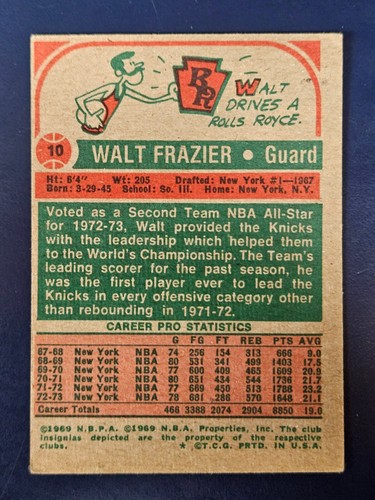 RR
WALT
DRIVES A
ROLLS ROYCE.
10 WALT FRAZIER • Guard
Ht: 6'4" Wt: 205 Drafted: New York #1—1967
Born: 3-29-45 School: So. Ill. Home: New York, N.Y.
Voted as a Second Team NBA All-Star
for 1972-73, Walt provided the Knicks
with the leadership which helped them
to the World's Championship. The Team's
leading scorer for the past season, he
was the first player ever to lead the
Knicks in every offensive category other
than rebounding in 1971-72.
CAREER PRO STATISTICS
G FG FT REB PTS AVG
67-68 New York NBA 74 256 154 313 666 9.0
68-69 New York NBA 80 531 341 499 1403 17.5
69-70 New York NBA 77 600 409 465 1609 20.9
70-71 New York NBA 80 651 434 544 1736 21.7
71-72 New York NBA 77 669 450 513 1788 23.2
72-73 New York NBA 78 681 286 570 1648 21.1
Career Totals 466 3388 2074 2904 8850 19.0
©1969 N.B.P.A. ©1969 N.B.A. Properties, Inc. The club
insignias depicted are the property of the respective
clubs. * ©T.C.G. PRTD. IN U.S.A.